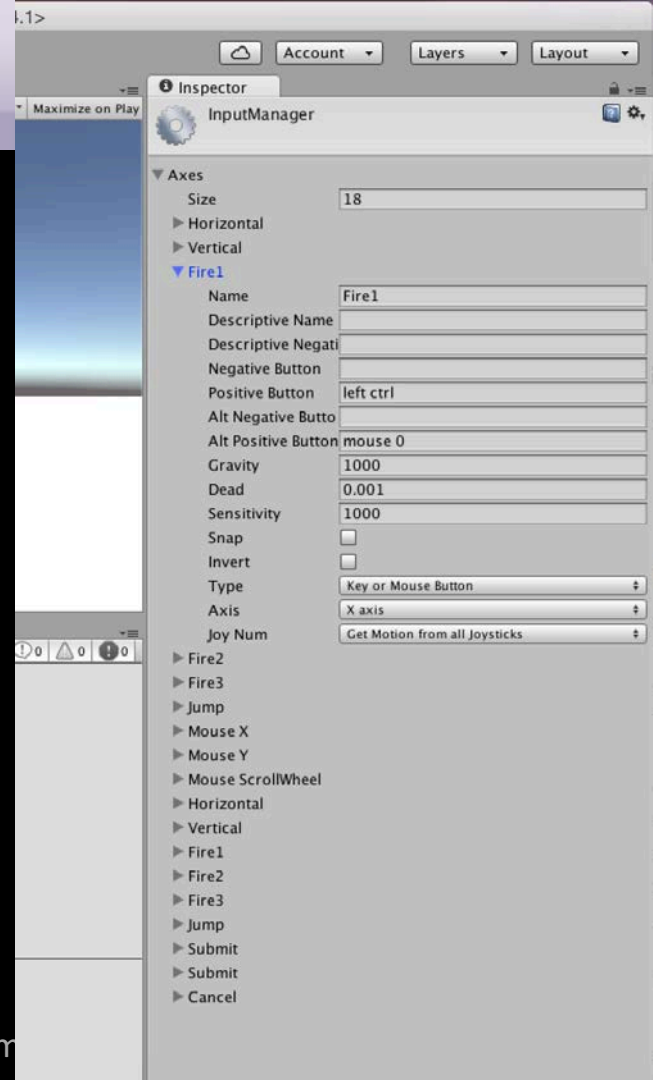 4.1>
Account Layers Layout
Inspector
Maximize on Play
InputManager
Axes
Size 18
Horizontal
Vertical
Fire1
Name Fire1
Descriptive Name
Descriptive Negati
Negative Button
Positive Button left ctrl
Alt Negative Butto
Alt Positive Button mouse 0
Gravity 1000
Dead 0.001
Sensitivity 1000
Snap
Invert
Type Key or Mouse Button
Axis X axis
Joy Num Get Motion from all Joysticks
0 0 0
Fire2
Fire3
Jump
Mouse X
Mouse Y
Mouse ScrollWheel
Horizontal
Vertical
Fire1
Fire2
Fire3
Jump
Submit
Submit
Cancel